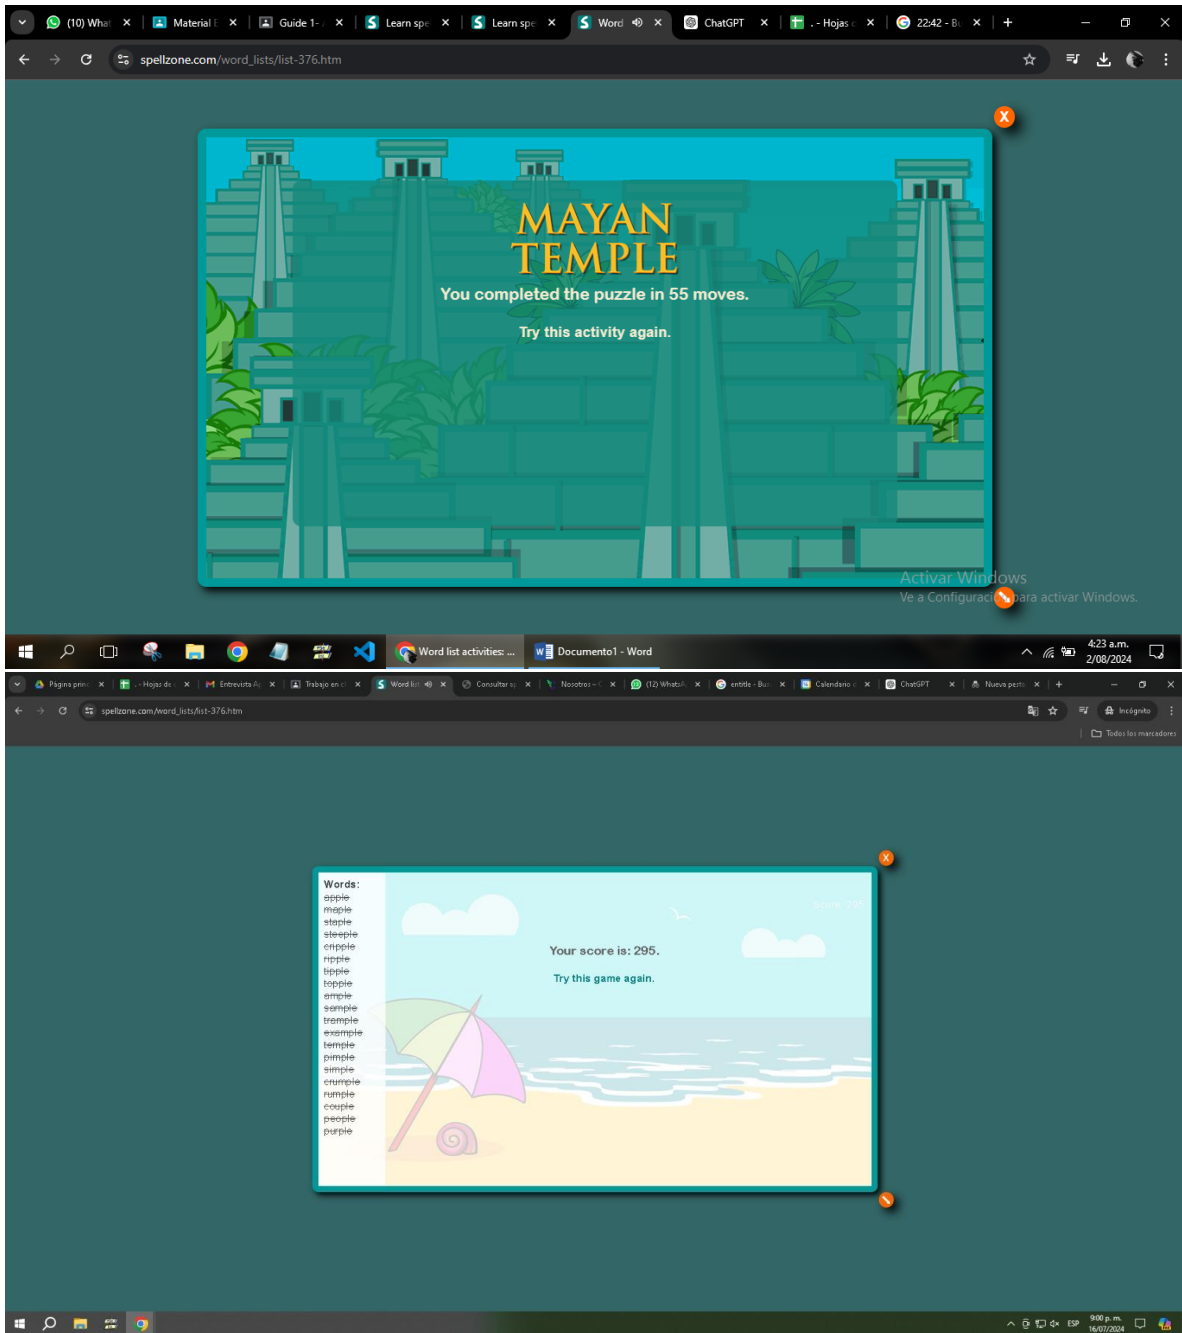 (10) What
Material E
Guide 1-
Learn spe
Learn spe
Word
ChatGPT
. - Hojas
22:42 - B
spellzone.com/word_lists/list-376.htm
X
MAYAN
TEMPLE
You completed the puzzle in 55 moves.
Try this activity again.
Activar Windows
Ve a Configuración para activar Windows.
Word list activities: ...
Documento1 - Word
4:23 a.m.
2/08/2024
Página princ
. - Hojas de
Entrevista A
Trabajo en cl
Word list
Consultar
Nosotros –
(12) WhatsA
entitle - Bus
Calendario
ChatGPT
Nueva pesta
spellzone.com/word_lists/list-376.htm
Incógnito
Todos los marcadores
X
Words:
apple
maple
staple
steeple
cripple
ripple
tipple
topple
ample
sample
trample
example
temple
pimple
simple
crumple
rumple
couple
people
purple
Score: 295
Your score is: 295.
Try this game again.
ESP
9:00 p. m.
16/07/2024